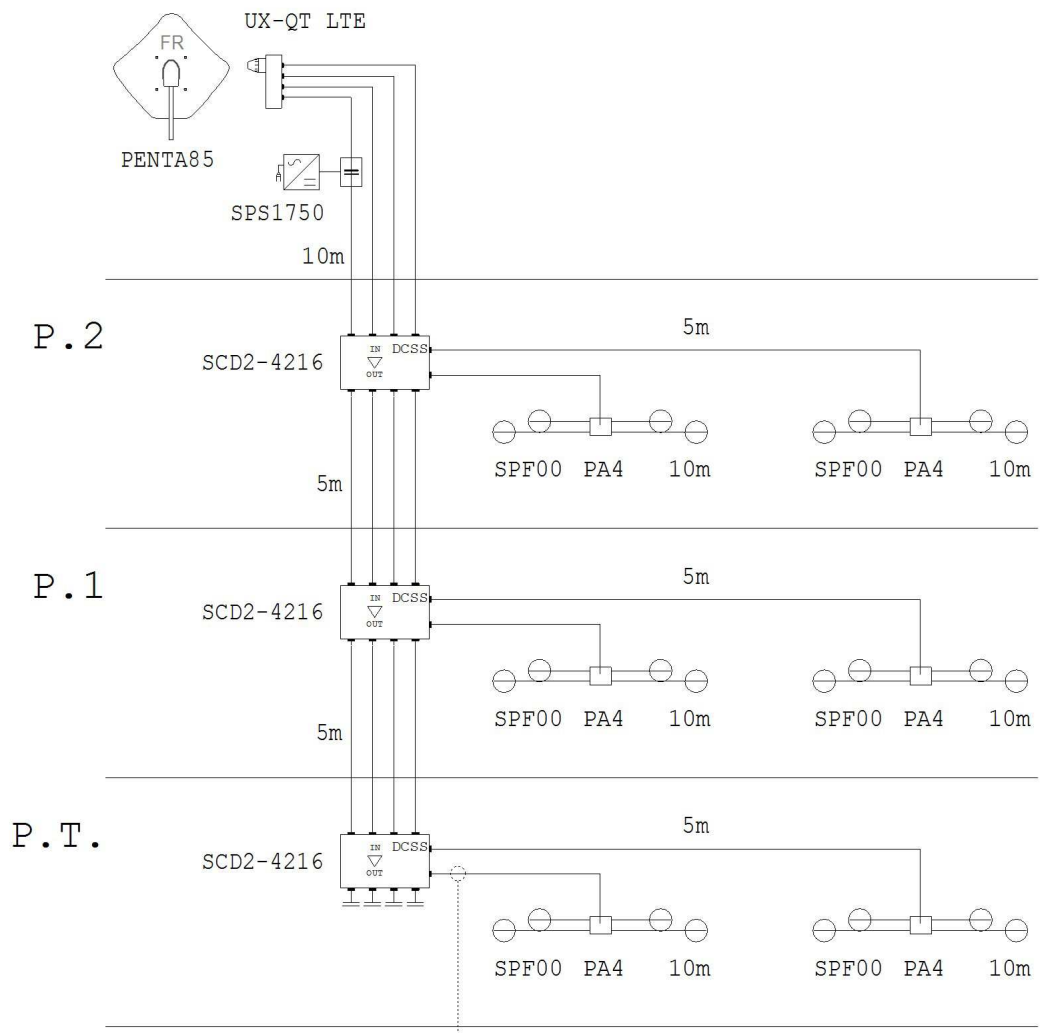 UX-QT LTE
FR
PENTA85
SPS1750
10m
P.2
5m
SCD2-4216
IN DCSS
OUT
SPF00 PA4 10m SPF00 PA4 10m
5m
P.1
5m
SCD2-4216
IN DCSS
OUT
SPF00 PA4 10m SPF00 PA4 10m
5m
P.T.
5m
SCD2-4216
IN DCSS
OUT
SPF00 PA4 10m SPF00 PA4 10m